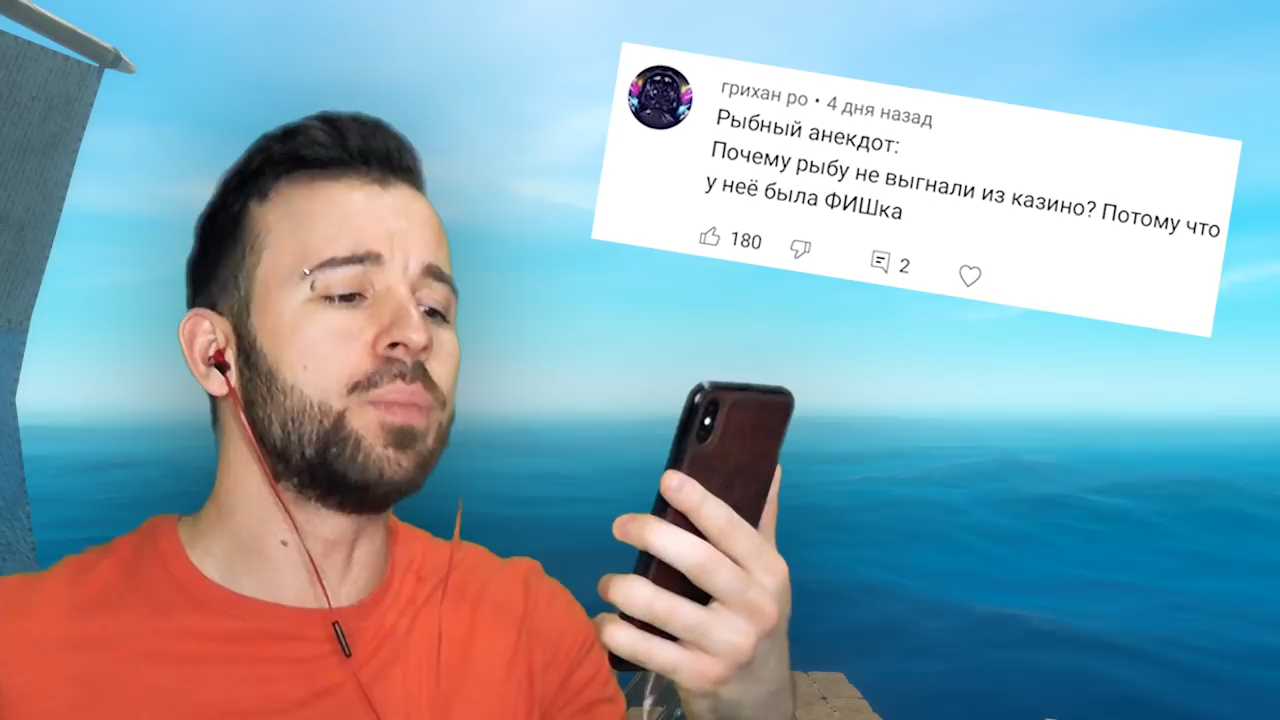 грихан ро • 4 дня назад
Рыбный анекдот:
Почему рыбу не выгнали из казино? Потому что
у неё была ФИШка
180 2